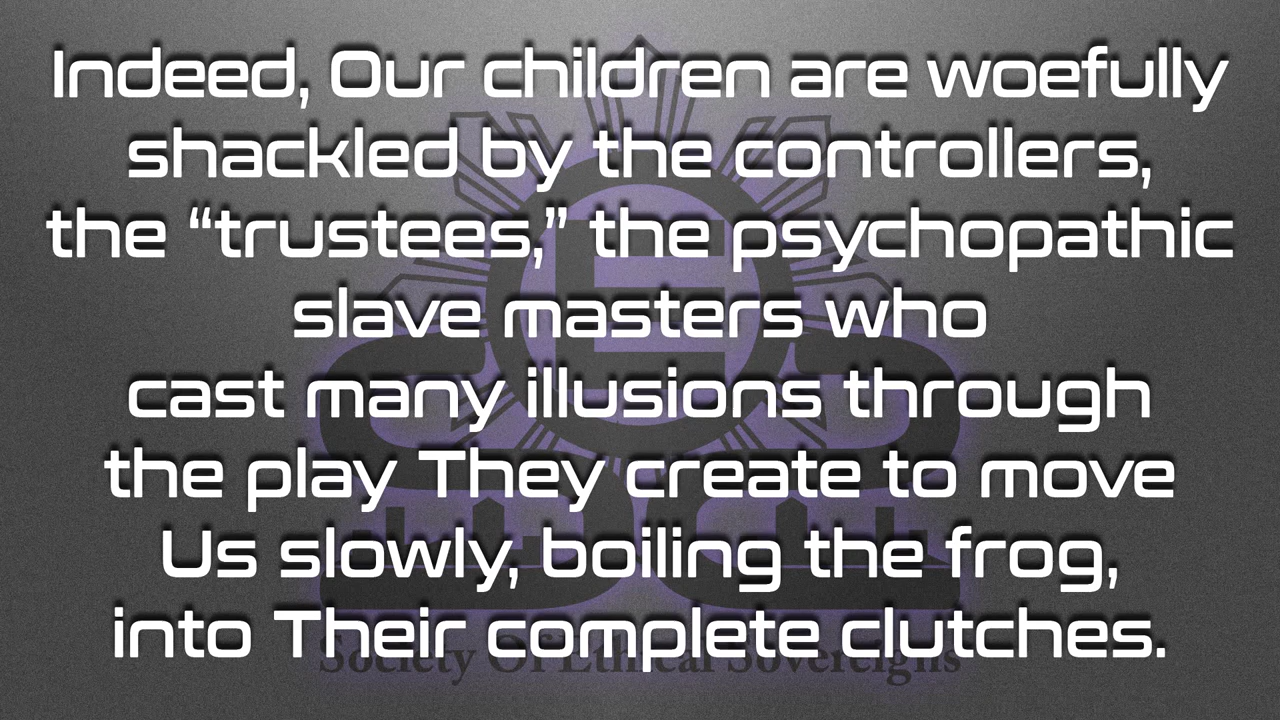 Indeed, Our children are woefully
shackled by the controllers,
the “trustees,” the psychopathic
slave masters who
cast many illusions through
the play They create to move
Us slowly, boiling the frog,
into Their complete clutches.
Society Of Ethical Sovereigns